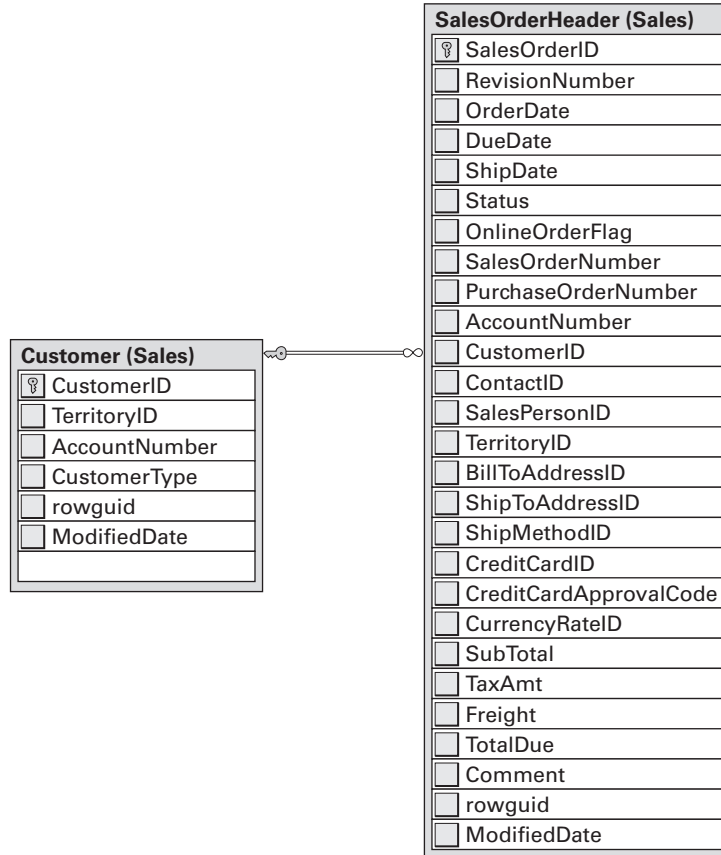 SalesOrderHeader (Sales)
SalesOrderID
RevisionNumber
OrderDate
DueDate
ShipDate
Status
OnlineOrderFlag
SalesOrderNumber
PurchaseOrderNumber
AccountNumber
CustomerID
ContactID
SalesPersonID
TerritoryID
BillToAddressID
ShipToAddressID
ShipMethodID
CreditCardID
CreditCardApprovalCode
CurrencyRateID
SubTotal
TaxAmt
Freight
TotalDue
Comment
rowguid
ModifiedDate
Customer (Sales)
CustomerID
TerritoryID
AccountNumber
CustomerType
rowguid
ModifiedDate